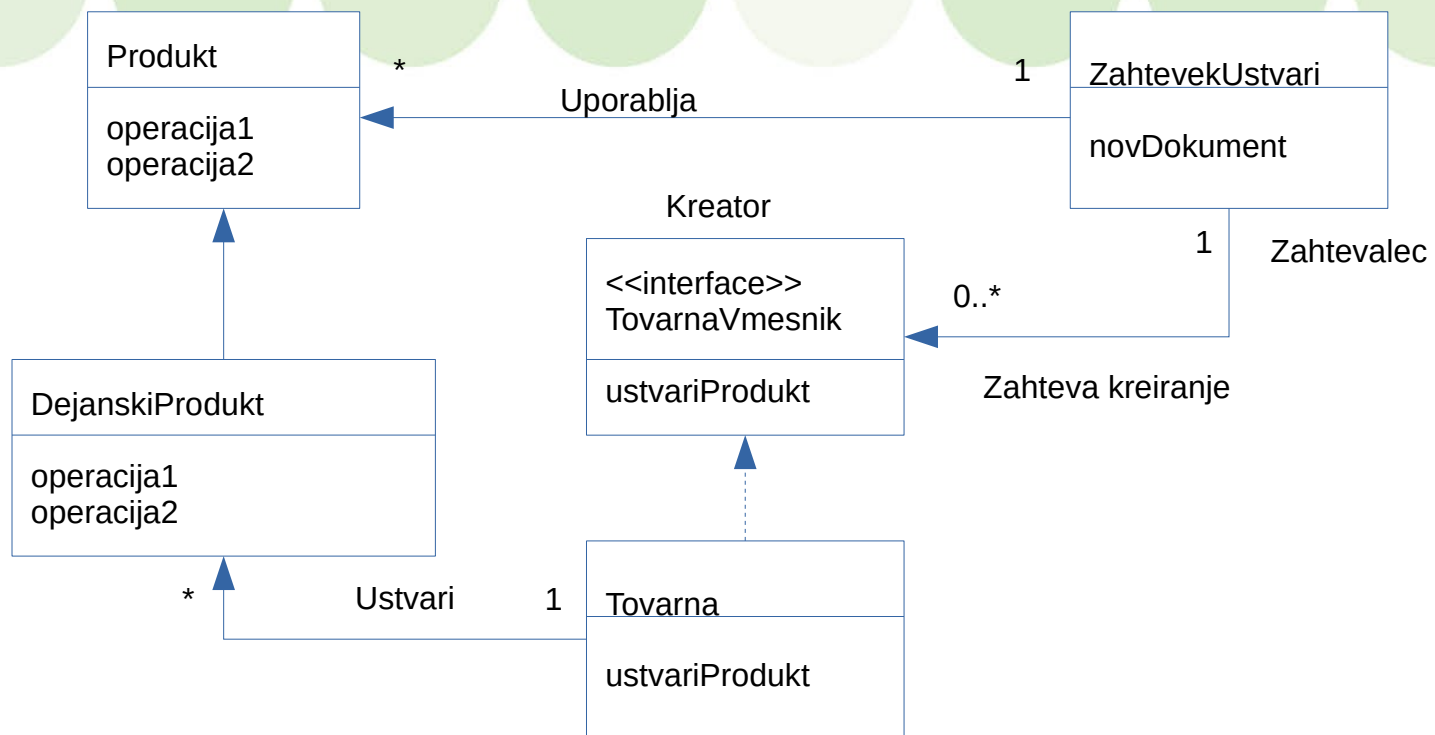 Produkt
operacija1
operacija2
*
Uporablja
1
ZahtevekUstvari
novDokument
Kreator
<<interface>>
TovarnaVmesnik
ustvariProdukt
1
Zahtevalec
0..*
Zahteva kreiranje
DejanskiProdukt
operacija1
operacija2
*
Ustvari
1
Tovarna
ustvariProdukt